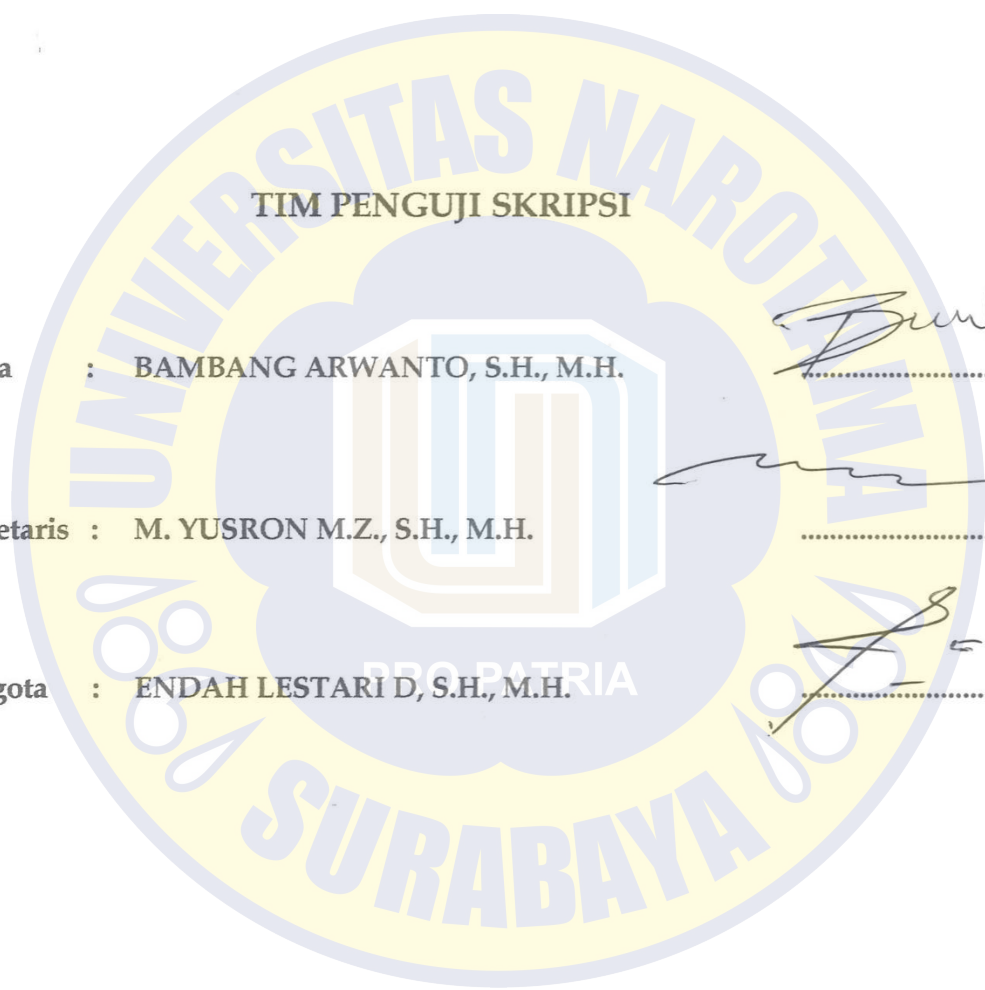 UNIVERSITAS NAROTAMA
TIM PENGUJI SKRIPSI
a : BAMBANG ARWANTO, S.H., M.H. ....................
etaris : M. YUSRON M.Z., S.H., M.H. ....................
gota : ENDAH LESTARI D, S.H., M.H. ....................
PRO PATRIA
SURABAYA